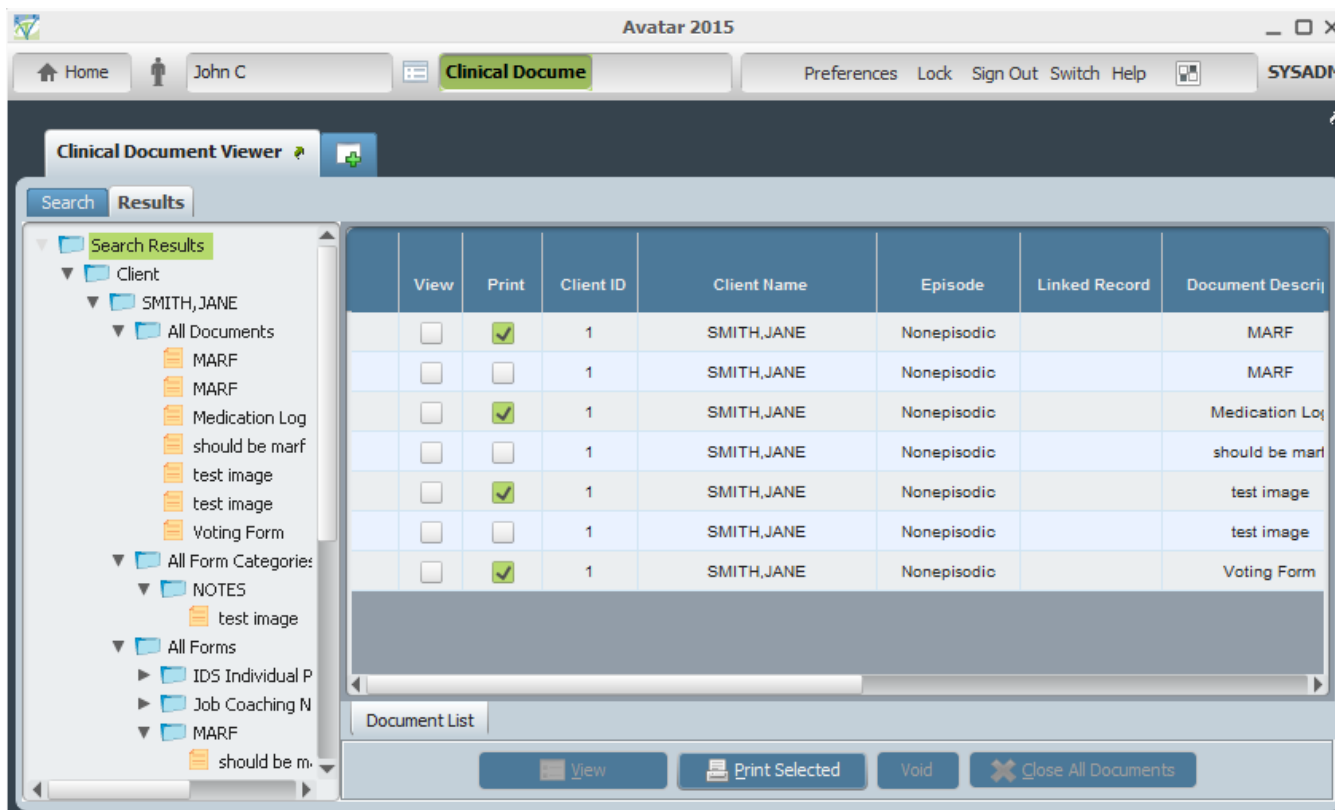 Avatar 2015
Home John C Clinical Docume Preferences Lock Sign Out Switch Help SYSADM
Clinical Document Viewer
Search Results
Search Results
Client
SMITH,JANE
All Documents
MARF
MARF
Medication Log
should be marf
test image
test image
Voting Form
All Form Categories
NOTES
test image
All Forms
IDS Individual P
Job Coaching N
MARF
should be m
View Print Client ID Client Name Episode Linked Record Document Descrip
1 SMITH,JANE Nonepisodic MARF
1 SMITH,JANE Nonepisodic MARF
1 SMITH,JANE Nonepisodic Medication Log
1 SMITH,JANE Nonepisodic should be marf
1 SMITH,JANE Nonepisodic test image
1 SMITH,JANE Nonepisodic test image
1 SMITH,JANE Nonepisodic Voting Form
Document List
View Print Selected Void Close All Documents